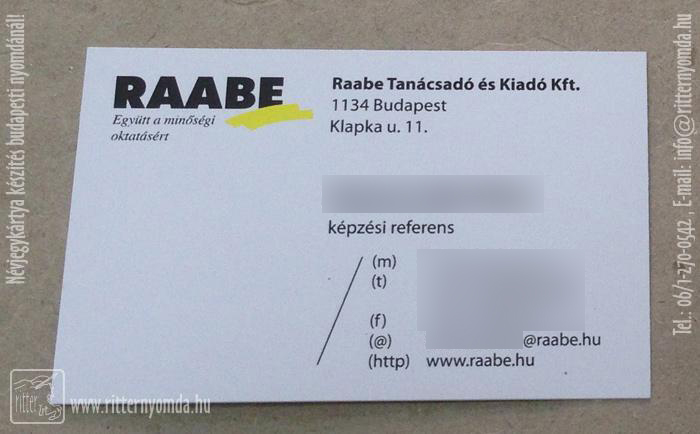 Névjegykártya készítés budapesti nyomdánál!
RAABE
Együtt a minőségi
oktatásért
Raabe Tanácsadó és Kiadó Kft.
1134 Budapest
Klapka u. 11.
képzési referens
(m)
(t)
(f)
(@) @raabe.hu
(http) www.raabe.hu
Tel.: 06/1-270-0542 E-mail: info@ritternyomda.hu
ritter
www.ritternyomda.hu